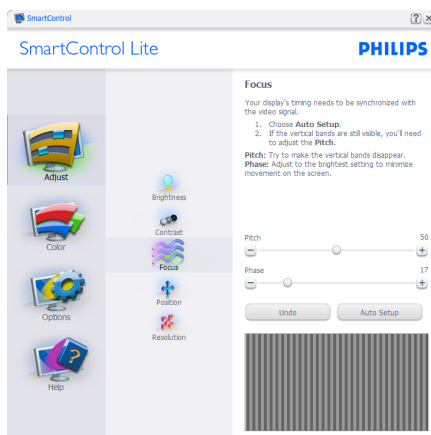 SmartControl
SmartControl Lite
PHILIPS
Adjust
Color
Options
Help
Brightness
Contrast
Focus
Position
Resolution
Focus
Your display's timing needs to be synchronized with
the video signal.
1. Choose Auto Setup.
2. If the vertical bands are still visible, you'll need
to adjust the Pitch.
Pitch: Try to make the vertical bands disappear.
Phase: Adjust to the brightest setting to minimize
movement on the screen.
Pitch 50
Phase 17
Undo Auto Setup